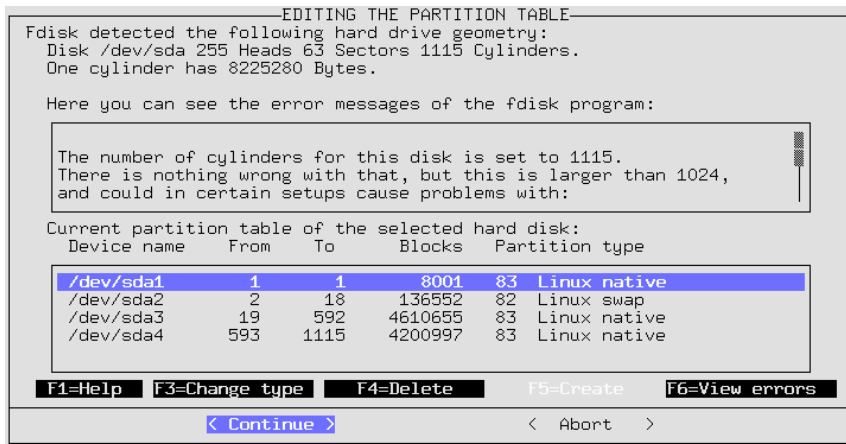 EDITING THE PARTITION TABLE
Fdisk detected the following hard drive geometry:
Disk /dev/sda 255 Heads 63 Sectors 1115 Cylinders.
One cylinder has 8225280 Bytes.
Here you can see the error messages of the fdisk program:
The number of cylinders for this disk is set to 1115.
There is nothing wrong with that, but this is larger than 1024,
and could in certain setups cause problems with:
Current partition table of the selected hard disk:
Device name From To Blocks Partition type
/dev/sda1 1 1 8001 83 Linux native
/dev/sda2 2 18 136552 82 Linux swap
/dev/sda3 19 592 4610655 83 Linux native
/dev/sda4 593 1115 4200997 83 Linux native
F1=Help F3=Change type F4=Delete F5=Create F6=View errors
< Continue > < Abort >